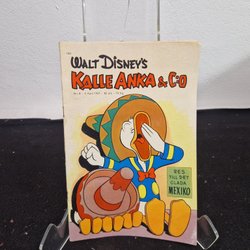 WALT DISNEY'S
KALLE ANKA & C:O
RES
TILL DET
GLADA
MEXIKO